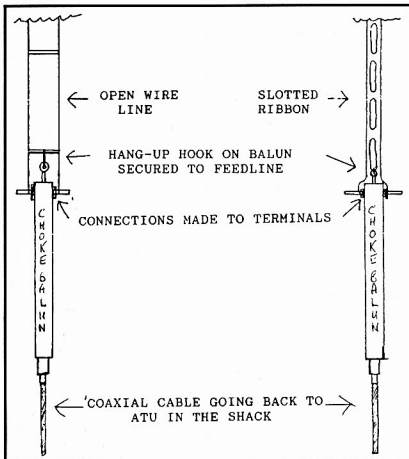 OPEN WIRE
LINE
SLOTTED
RIBBON
HANG-UP HOOK ON BALUN
SECURED TO FEEDLINE
CONNECTIONS MADE TO TERMINALS
CHOKE BALUN
CHOKE BALUN
COAXIAL CABLE GOING BACK TO
ATU IN THE SHACK